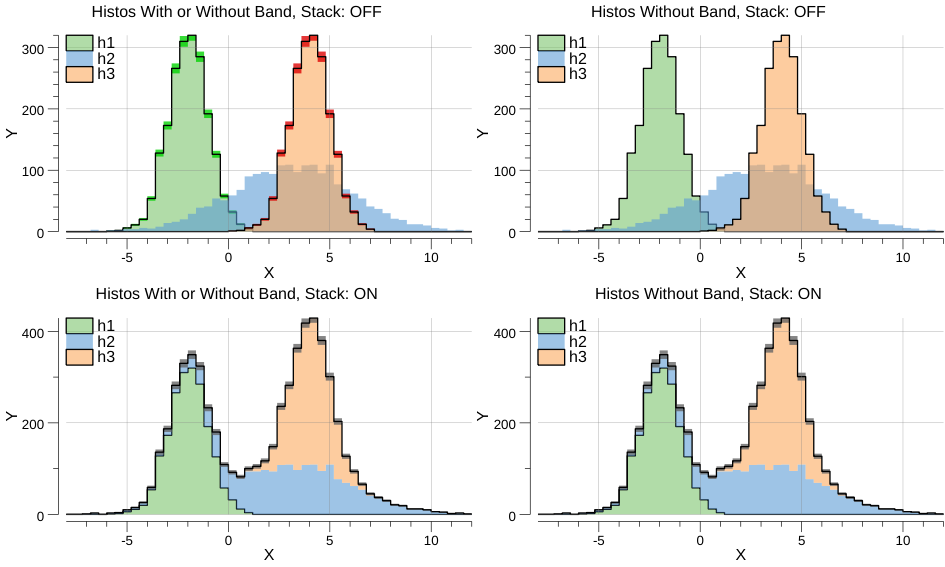 Histos With or Without Band, Stack: OFF
h1
h2
h3
300
200
100
0
Y
-5 0 5 10
X
Histos Without Band, Stack: OFF
h1
h2
h3
300
200
100
0
Y
-5 0 5 10
X
Histos With or Without Band, Stack: ON
h1
h2
h3
400
200
0
Y
-5 0 5 10
X
Histos Without Band, Stack: ON
h1
h2
h3
400
200
0
Y
-5 0 5 10
X